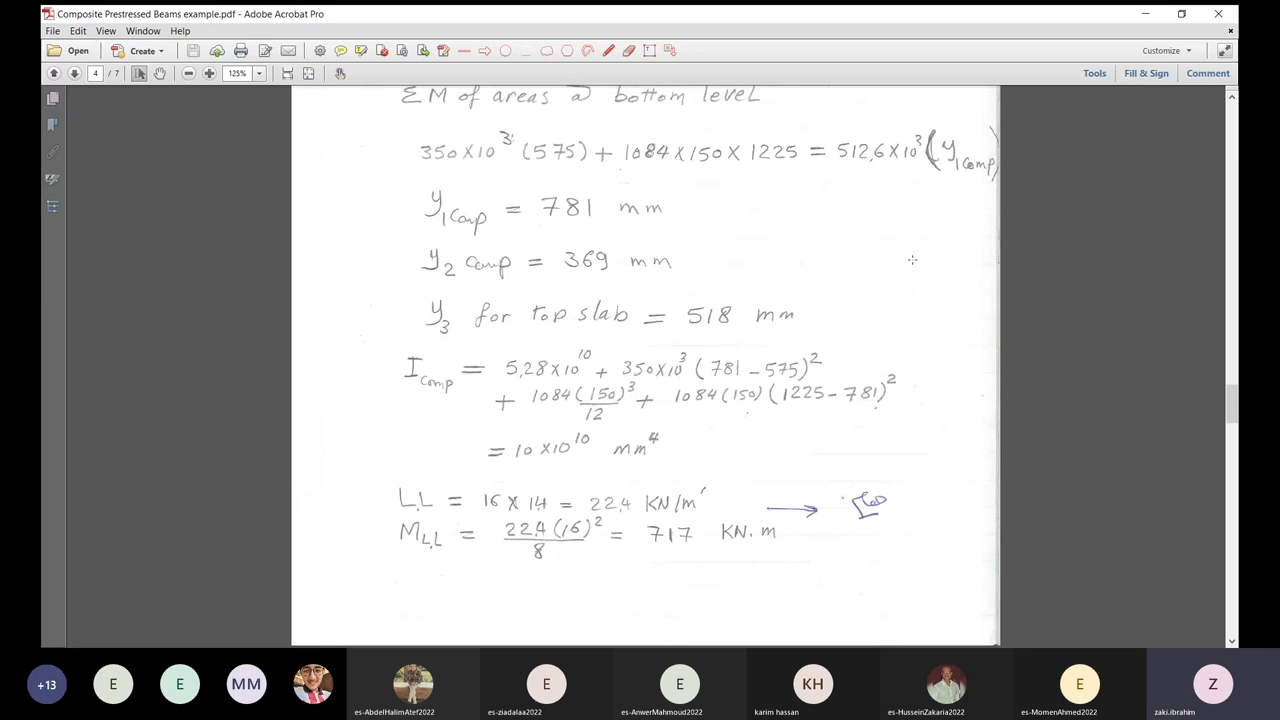 Composite Prestressed Beams example.pdf - Adobe Acrobat Pro
File Edit View Window Help
Open Create Customize
4 / 7 125% Tools Fill & Sign Comment
Σ M of areas a bottom level
350×10³ (575) + 1084×150×1225 = 512,6×10³ (y1 comp)
y1 comp = 781 mm
y2 comp = 369 mm
y3 for top slab = 518 mm
I comp = 5,28×10¹⁰ + 350×10³ (781 - 575)²
+ 1084(150)³/12 + 1084(150)(1225 - 781)²
= 10×10¹⁰ mm⁴
L,L = 16 × 14 = 22,4 KN/m'
M L,L = 22,4(16)²/8 = 717 KN.m
+13 E E MM E E KH E Z
es-AbdelHalimAtef2022 es-ziadalaa2022 es-AnwerMahmoud2022 karim hassan es-HusseinZakaria2022 es-MomenAhmed2022 zaki.ibrahim